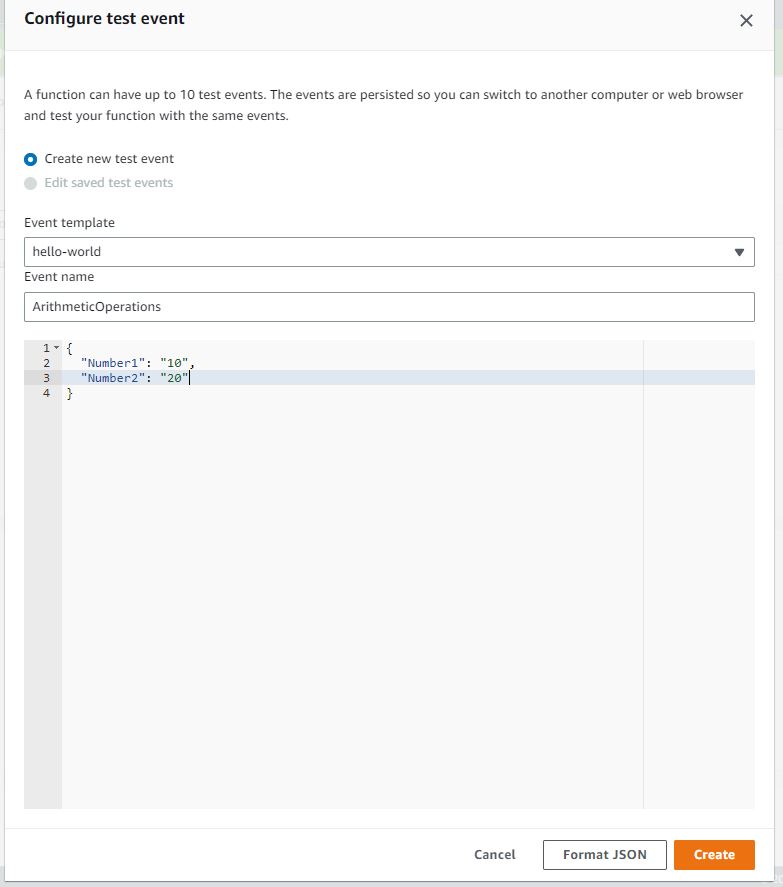 Configure test event
A function can have up to 10 test events. The events are persisted so you can switch to another computer or web browser
and test your function with the same events.
Create new test event
Edit saved test events
Event template
hello-world
Event name
ArithmeticOperations
1 {
2 "Number1": "10",
3 "Number2": "20"
4 }
Cancel Format JSON Create